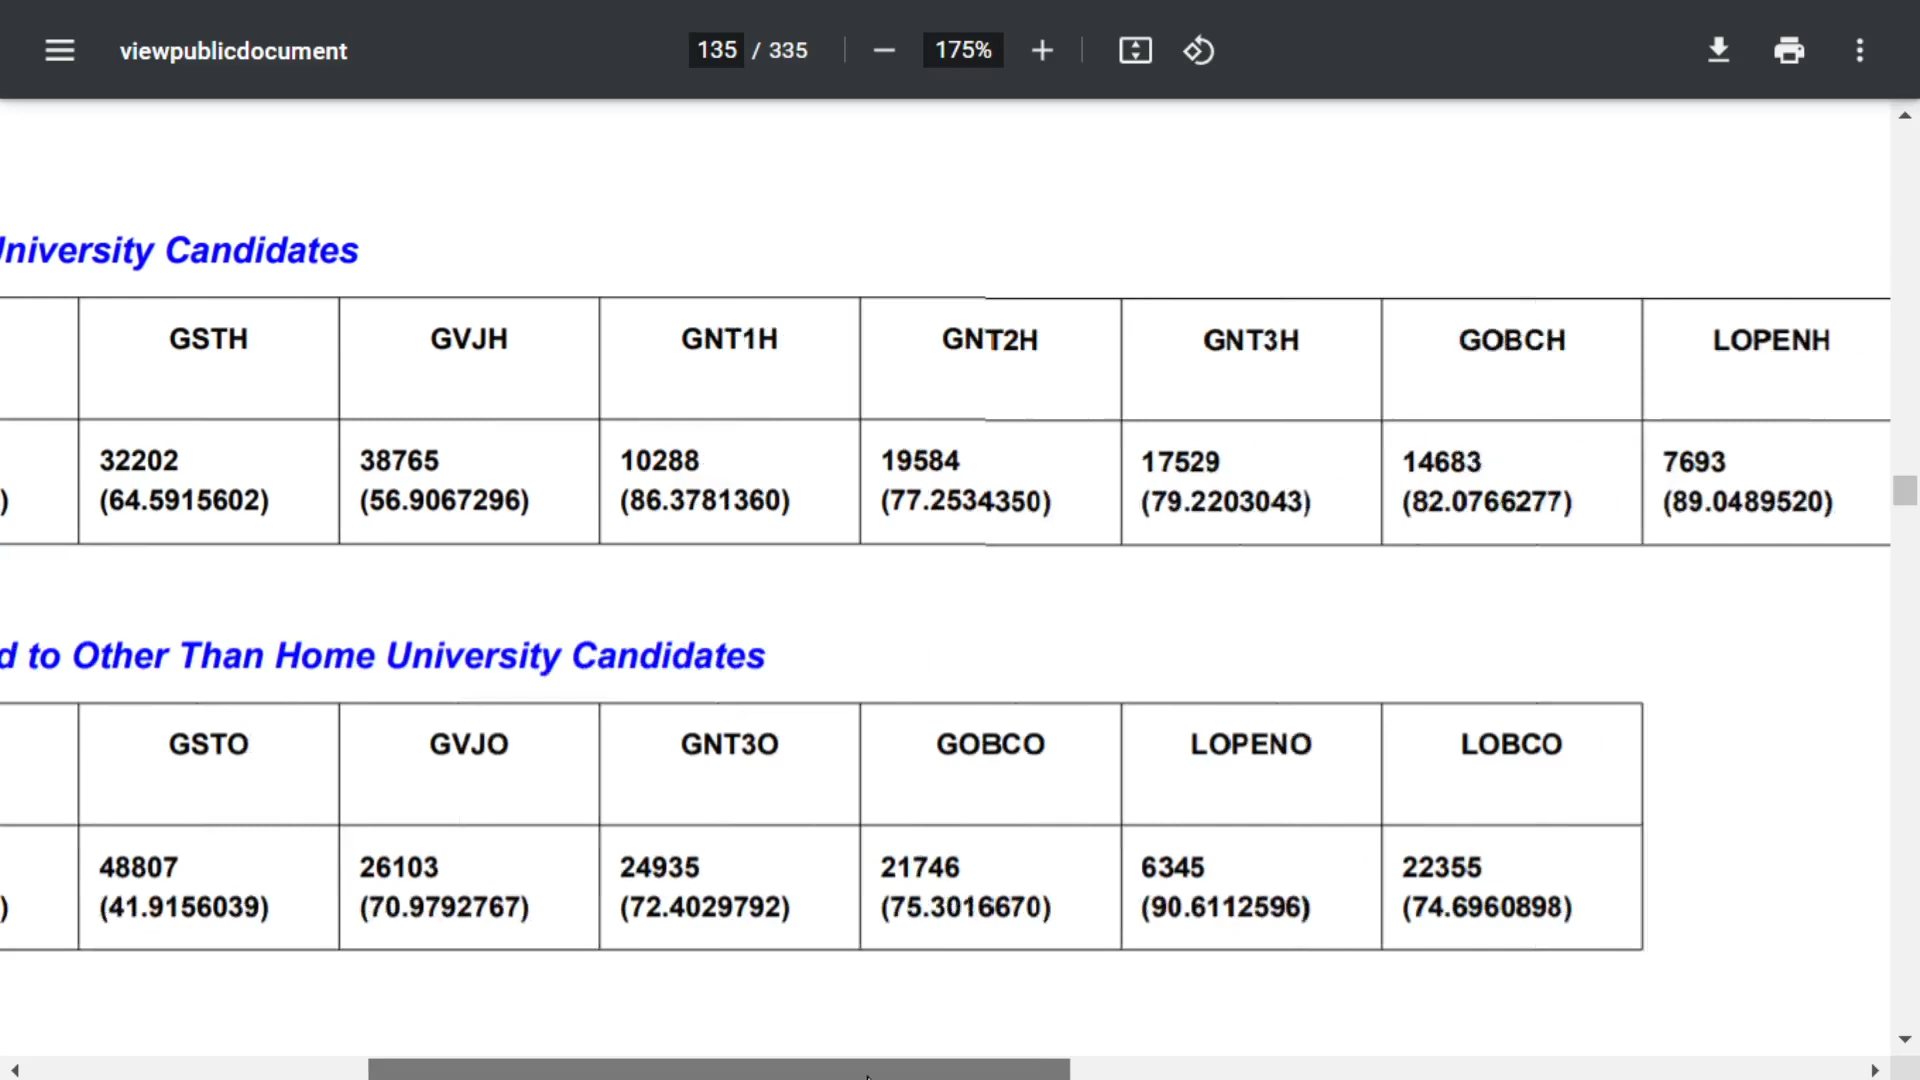 viewpublicdocument 135 / 335 175%
University Candidates
GSTH GVJH GNT1H GNT2H GNT3H GOBCH LOPENH
32202 38765 10288 19584 17529 14683 7693
) (64.5915602) (56.9067296) (86.3781360) (77.2534350) (79.2203043) (82.0766277) (89.0489520)
d to Other Than Home University Candidates
GSTO GVJO GNT3O GOBCO LOPENO LOBCO
48807 26103 24935 21746 6345 22355
) (41.9156039) (70.9792767) (72.4029792) (75.3016670) (90.6112596) (74.6960898)